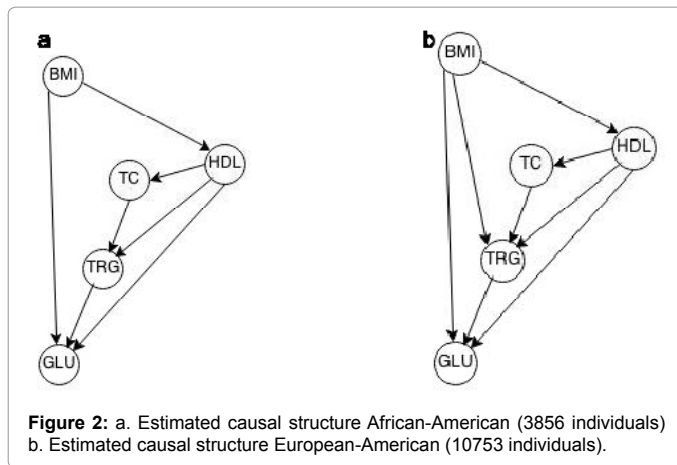 a
BMI
HDL
TC
TRG
GLU
b
BMI
HDL
TC
TRG
GLU
Figure 2: a. Estimated causal structure African-American (3856 individuals)
b. Estimated causal structure European-American (10753 individuals).